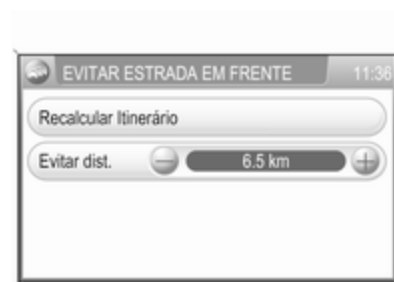 EVITAR ESTRADA EM FRENTE 11:36
Recalcular Itinerário
Evitar dist. 6.5 km